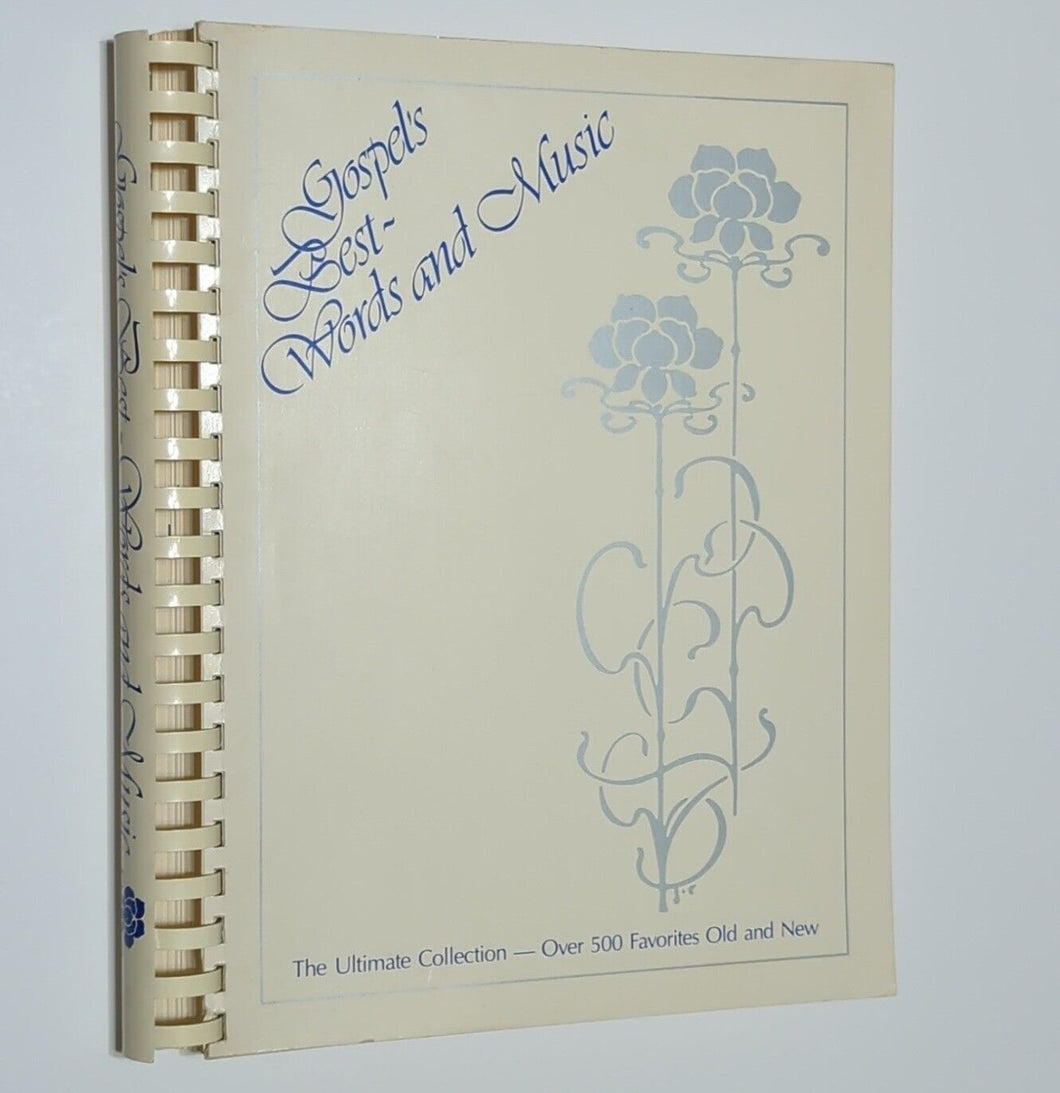 Gospel's
Best~
Words and Music
The Ultimate Collection — Over 500 Favorites Old and New
Gospel's Best~Words and Music